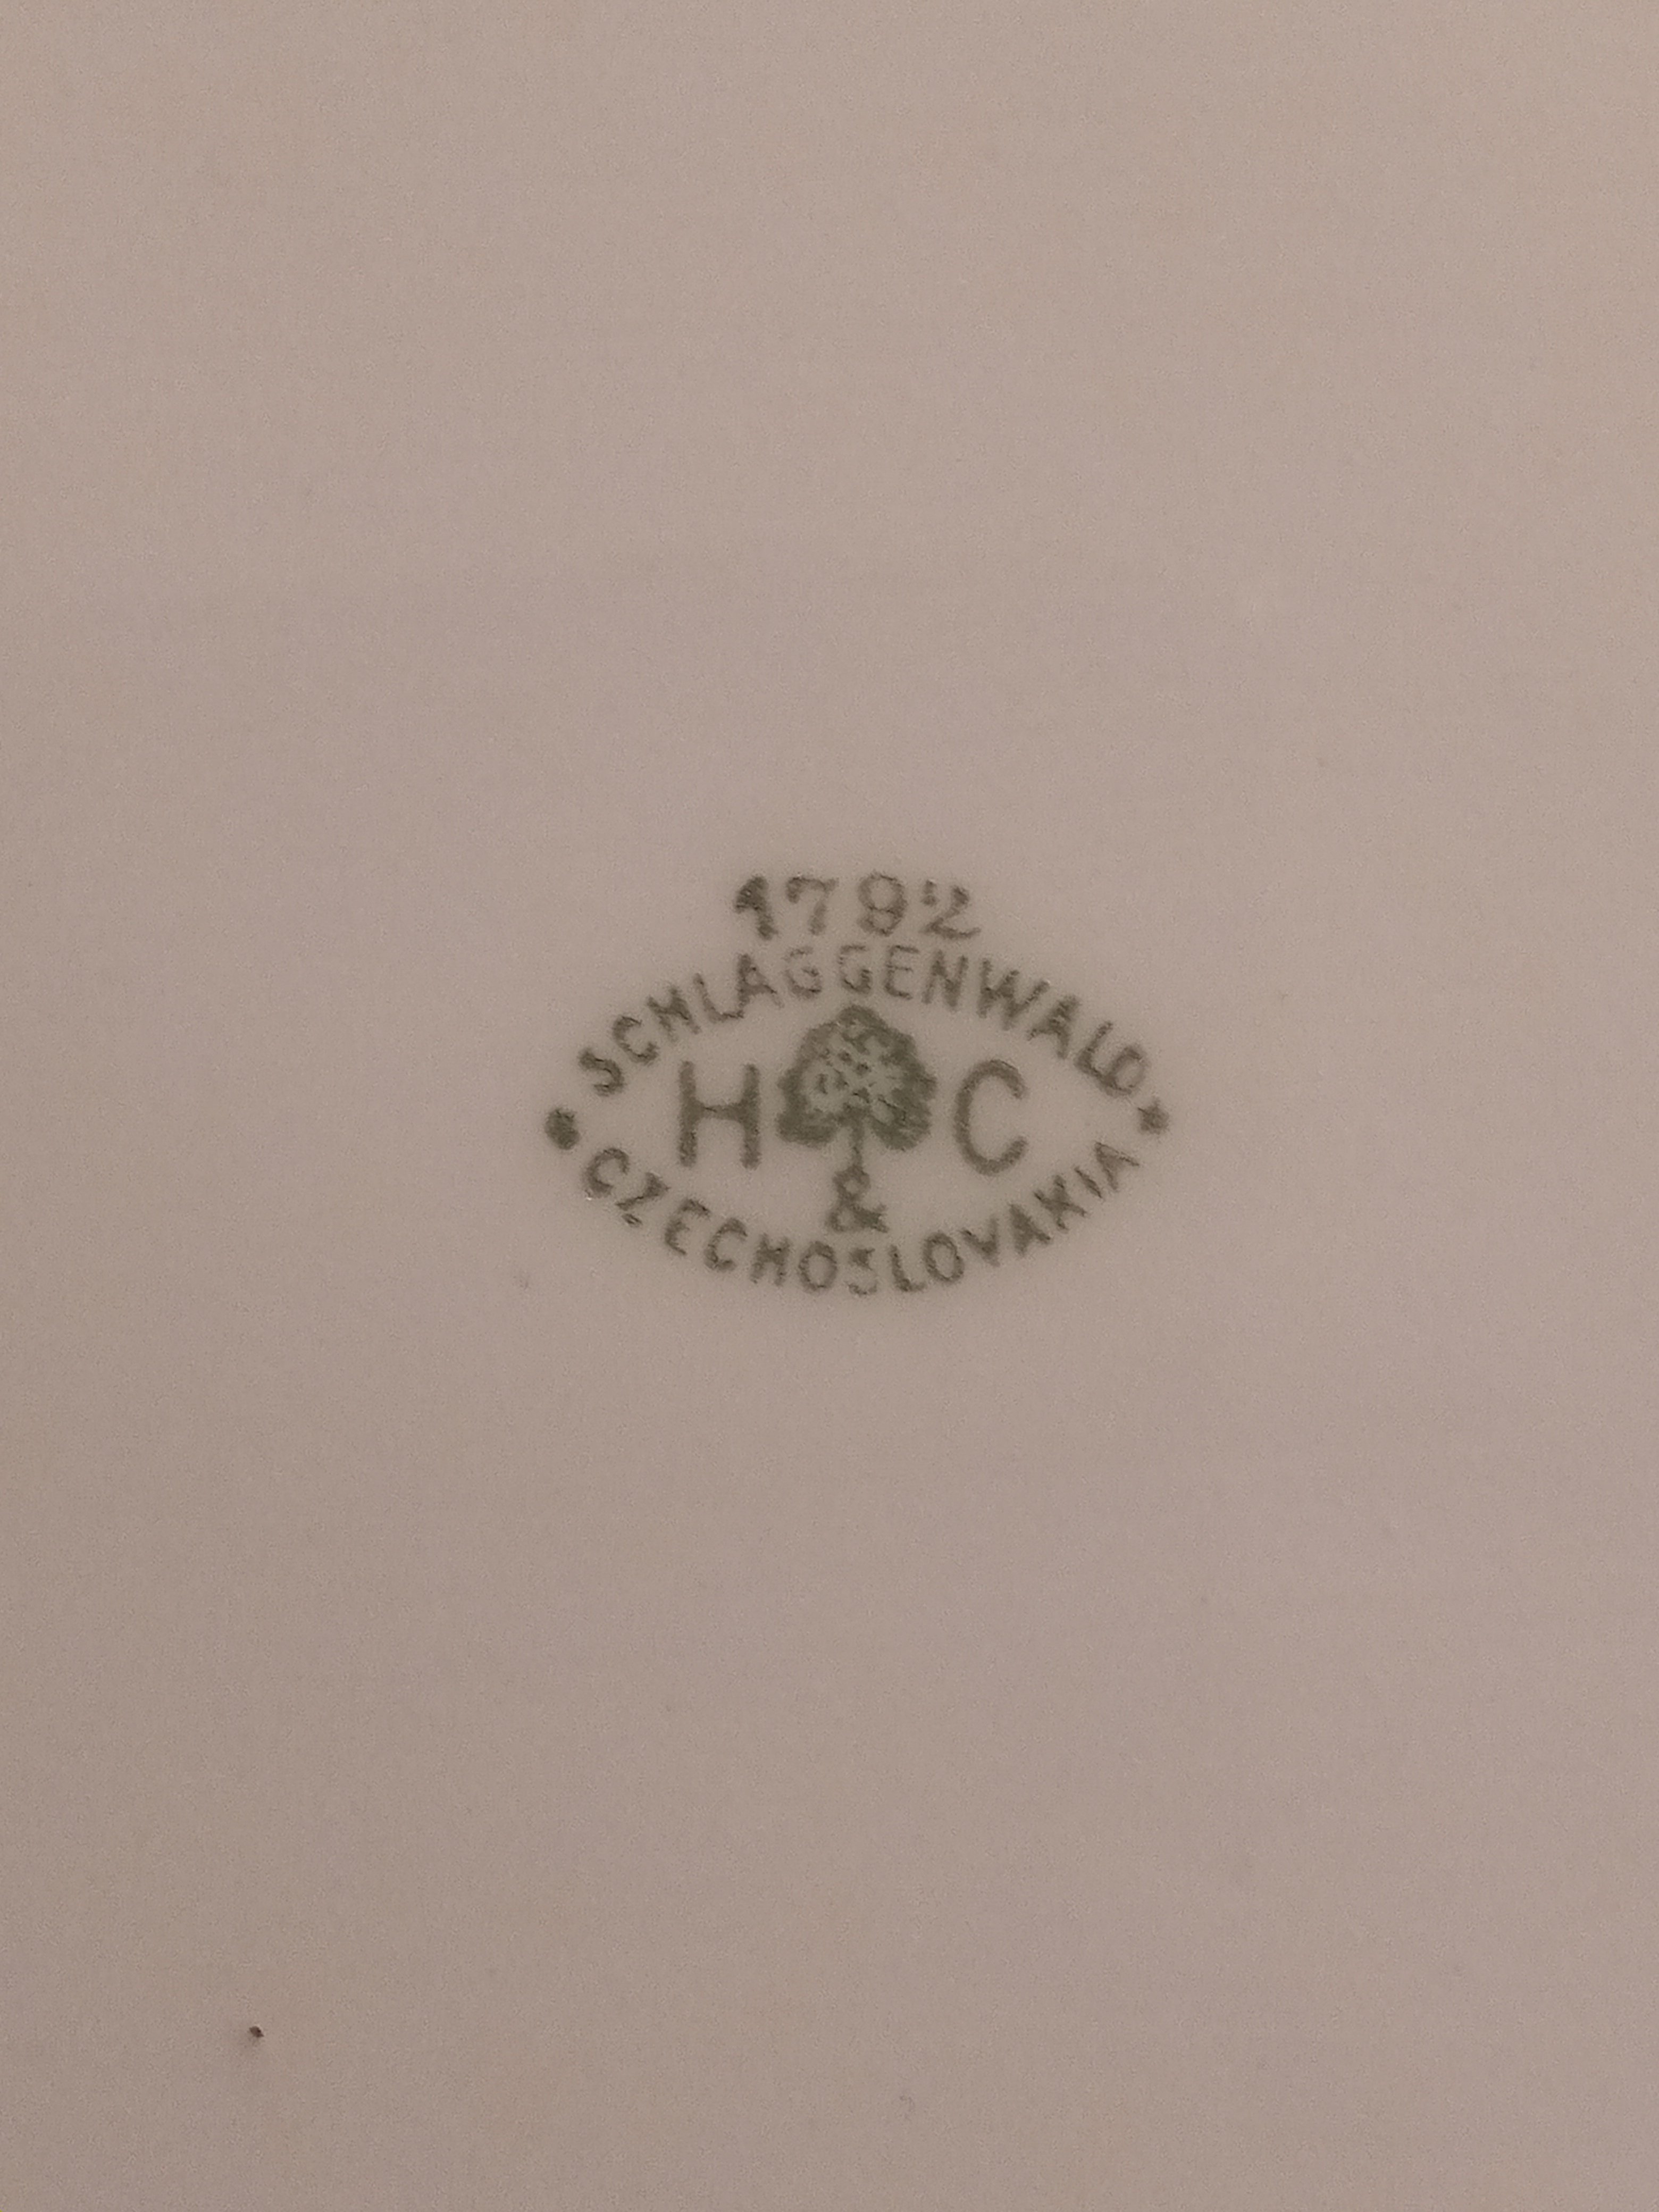 1792
SCHLAGGENWALD
H & C
CZECHOSLOVAKIA